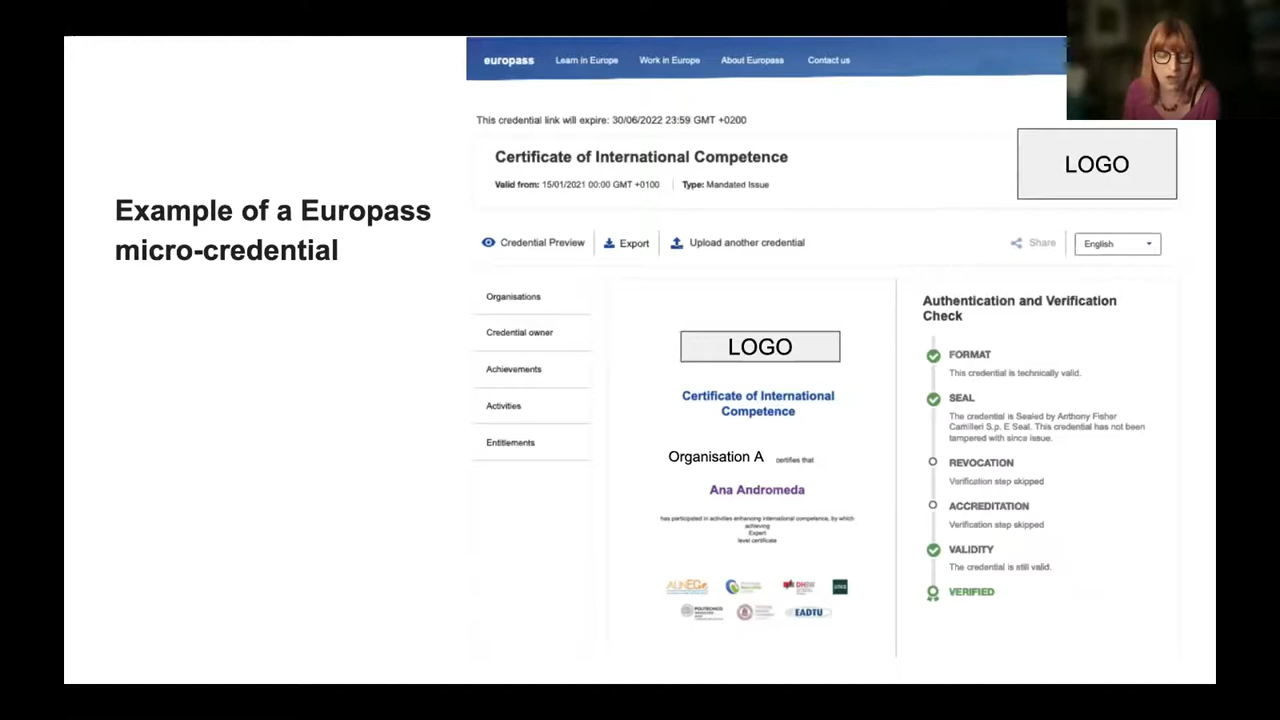 Example of a Europass
micro-credential
europass Learn in Europe Work in Europe About Europass Contact us
This credential link will expire: 30/06/2022 23:59 GMT +0200
Certificate of International Competence
Valid from: 15/01/2021 00:00 GMT +0100 Type: Mandated Issue
LOGO
Credential Preview Export Upload another credential Share English
Organisations
Credential owner
Achievements
Activities
Entitlements
LOGO
Certificate of International
Competence
Organisation A certifies that
Ana Andromeda
has participated in activities enhancing international competence, by which
achieving
Expert
level certificate
EADTU
Authentication and Verification
Check
FORMAT
This credential is technically valid.
SEAL
The credential is Sealed by Anthony Fisher
Camilleri S.p. E Seal. This credential has not been
tampered with since issue.
REVOCATION
Verification step skipped
ACCREDITATION
Verification step skipped
VALIDITY
The credential is still valid.
VERIFIED